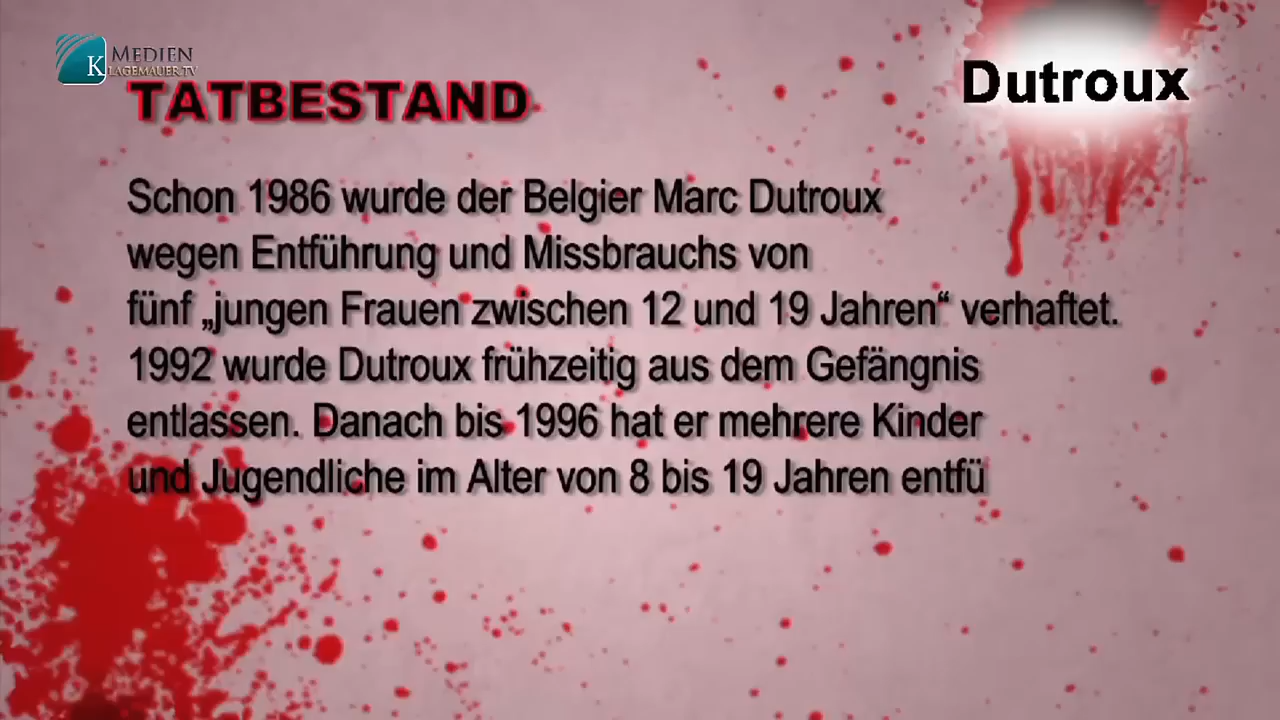 MEDIEN
KLAGEMAUER.TV
TATBESTAND
Dutroux
Schon 1986 wurde der Belgier Marc Dutroux
wegen Entführung und Missbrauchs von
fünf „jungen Frauen zwischen 12 und 19 Jahren“ verhaftet.
1992 wurde Dutroux frühzeitig aus dem Gefängnis
entlassen. Danach bis 1996 hat er mehrere Kinder
und Jugendliche im Alter von 8 bis 19 Jahren entfü